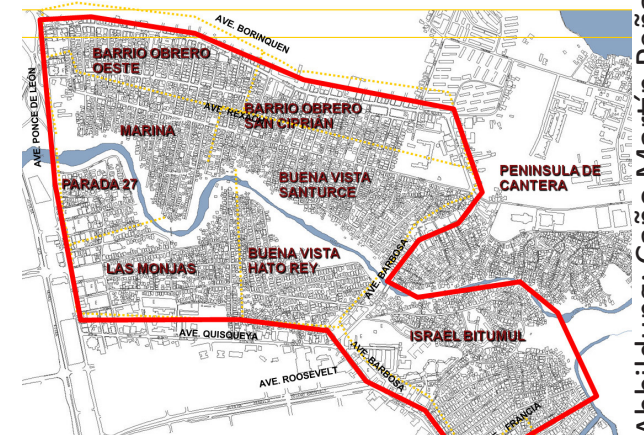 AVE. BORINQUEN
BARRIO OBRERO
OESTE
AVE. PONCE DE LEÓN
AVE. REXACH
BARRIO OBRERO
SAN CIPRIÁN
MARINA
PARADA 27
BUENA VISTA
SANTURCE
PENINSULA DE
CANTERA
LAS MONJAS
BUENA VISTA
HATO REY
AVE. BARBOSA
AVE. QUISQUEYA
ISRAEL BITUMUL
AVE. BARBOSA
AVE. ROOSEVELT
AVE. FRANCIA
Abbildung: Caño Martín Peña